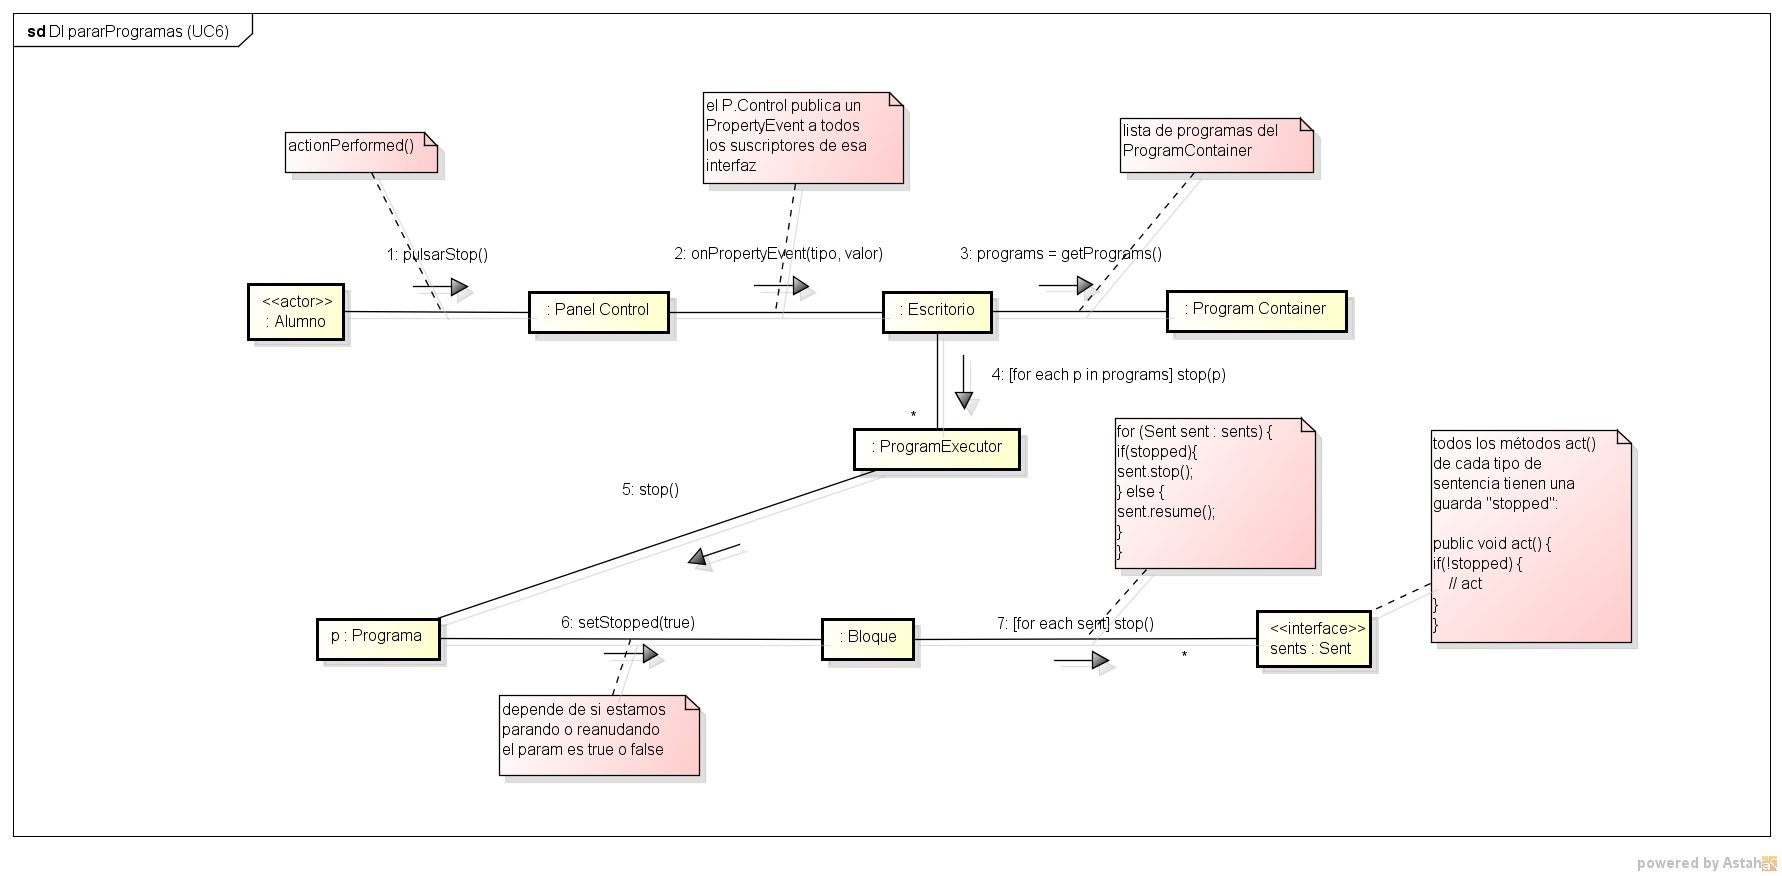 sd DI pararProgramas (UC6)
el P.Control publica un
PropertyEvent a todos
los suscriptores de esa
interfaz
actionPerformed()
lista de programas del
ProgramContainer
1: pulsarStop()
2: onPropertyEvent(tipo, valor)
3: programs = getPrograms()
<<actor>>
: Alumno
: Panel Control
: Escritorio
: Program Container
4: [for each p in programs] stop(p)
*
: ProgramExecutor
for (Sent sent : sents) {
if(stopped){
sent.stop();
} else {
sent.resume();
}
}
todos los métodos act()
de cada tipo de
sentencia tienen una
guarda "stopped":
public void act() {
if(!stopped) {
// act
}
}
5: stop()
6: setStopped(true)
7: [for each sent] stop()
p : Programa
: Bloque
*
<<interface>>
sents : Sent
depende de si estamos
parando o reanudando
el param es true o false
powered by Astah